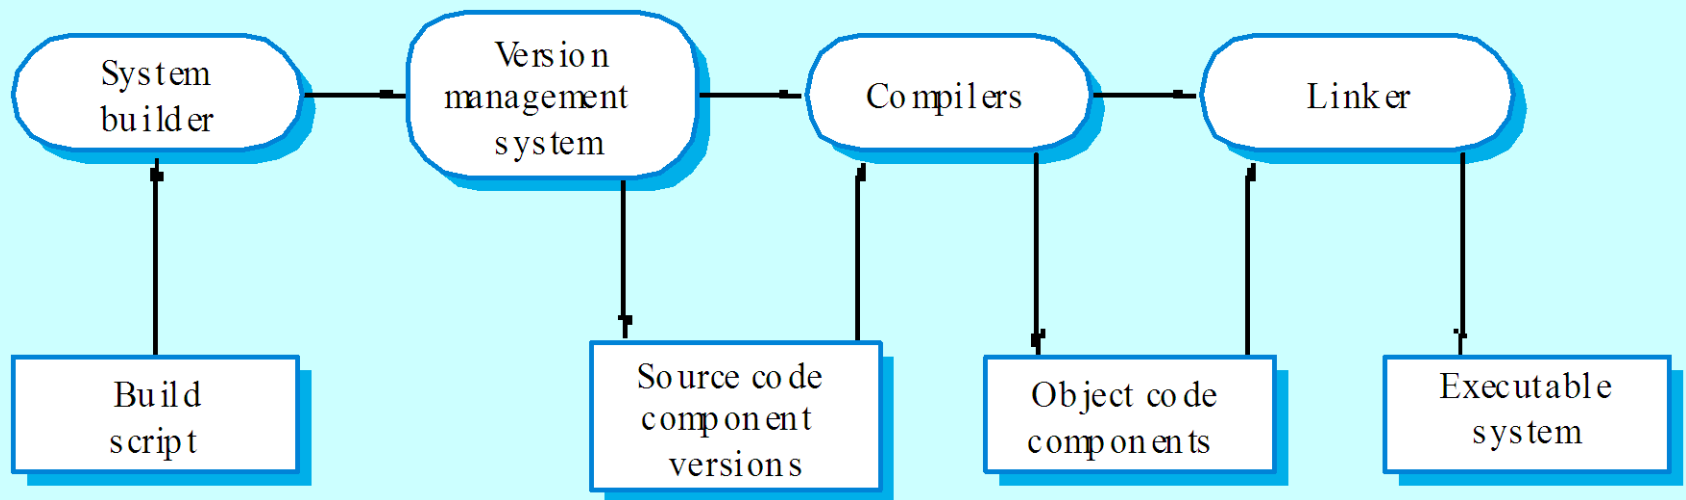 System
builder
Version
management
system
Compilers
Linker
Build
script
Source code
component
versions
Object code
components
Executable
system